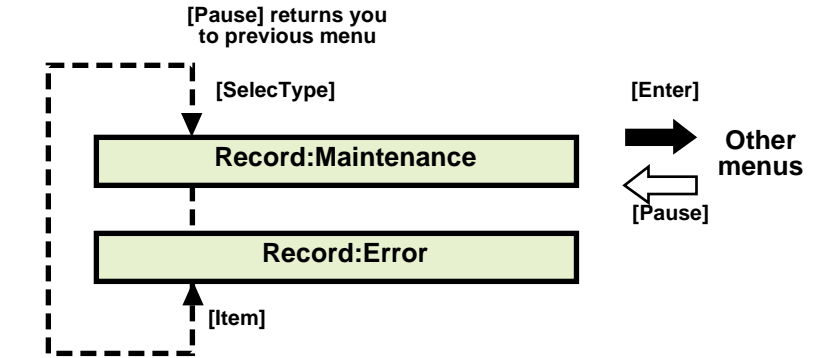 [Pause] returns you
to previous menu
[SelecType]
[Enter]
Record:Maintenance
Other
menus
[Pause]
Record:Error
[Item]